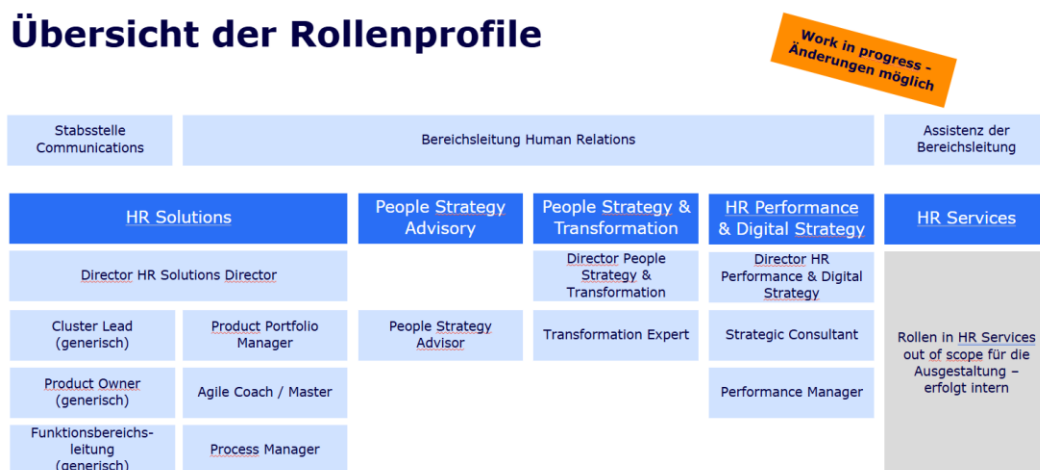 Übersicht der Rollenprofile
Work in progress –
Änderungen möglich
Stabsstelle
Communications
Bereichsleitung Human Relations
Assistenz der
Bereichsleitung
HR Solutions
People Strategy
Advisory
People Strategy &
Transformation
HR Performance
& Digital Strategy
HR Services
Director HR Solutions Director
Director People
Strategy &
Transformation
Director HR
Performance & Digital
Strategy
Cluster Lead
(generisch)
Product Portfolio
Manager
People Strategy
Advisor
Transformation Expert
Strategic Consultant
Rollen in HR Services
out of scope für die
Ausgestaltung –
erfolgt intern
Product Owner
(generisch)
Agile Coach / Master
Performance Manager
Funktionsbereichs-
leitung
(generisch)
Process Manager